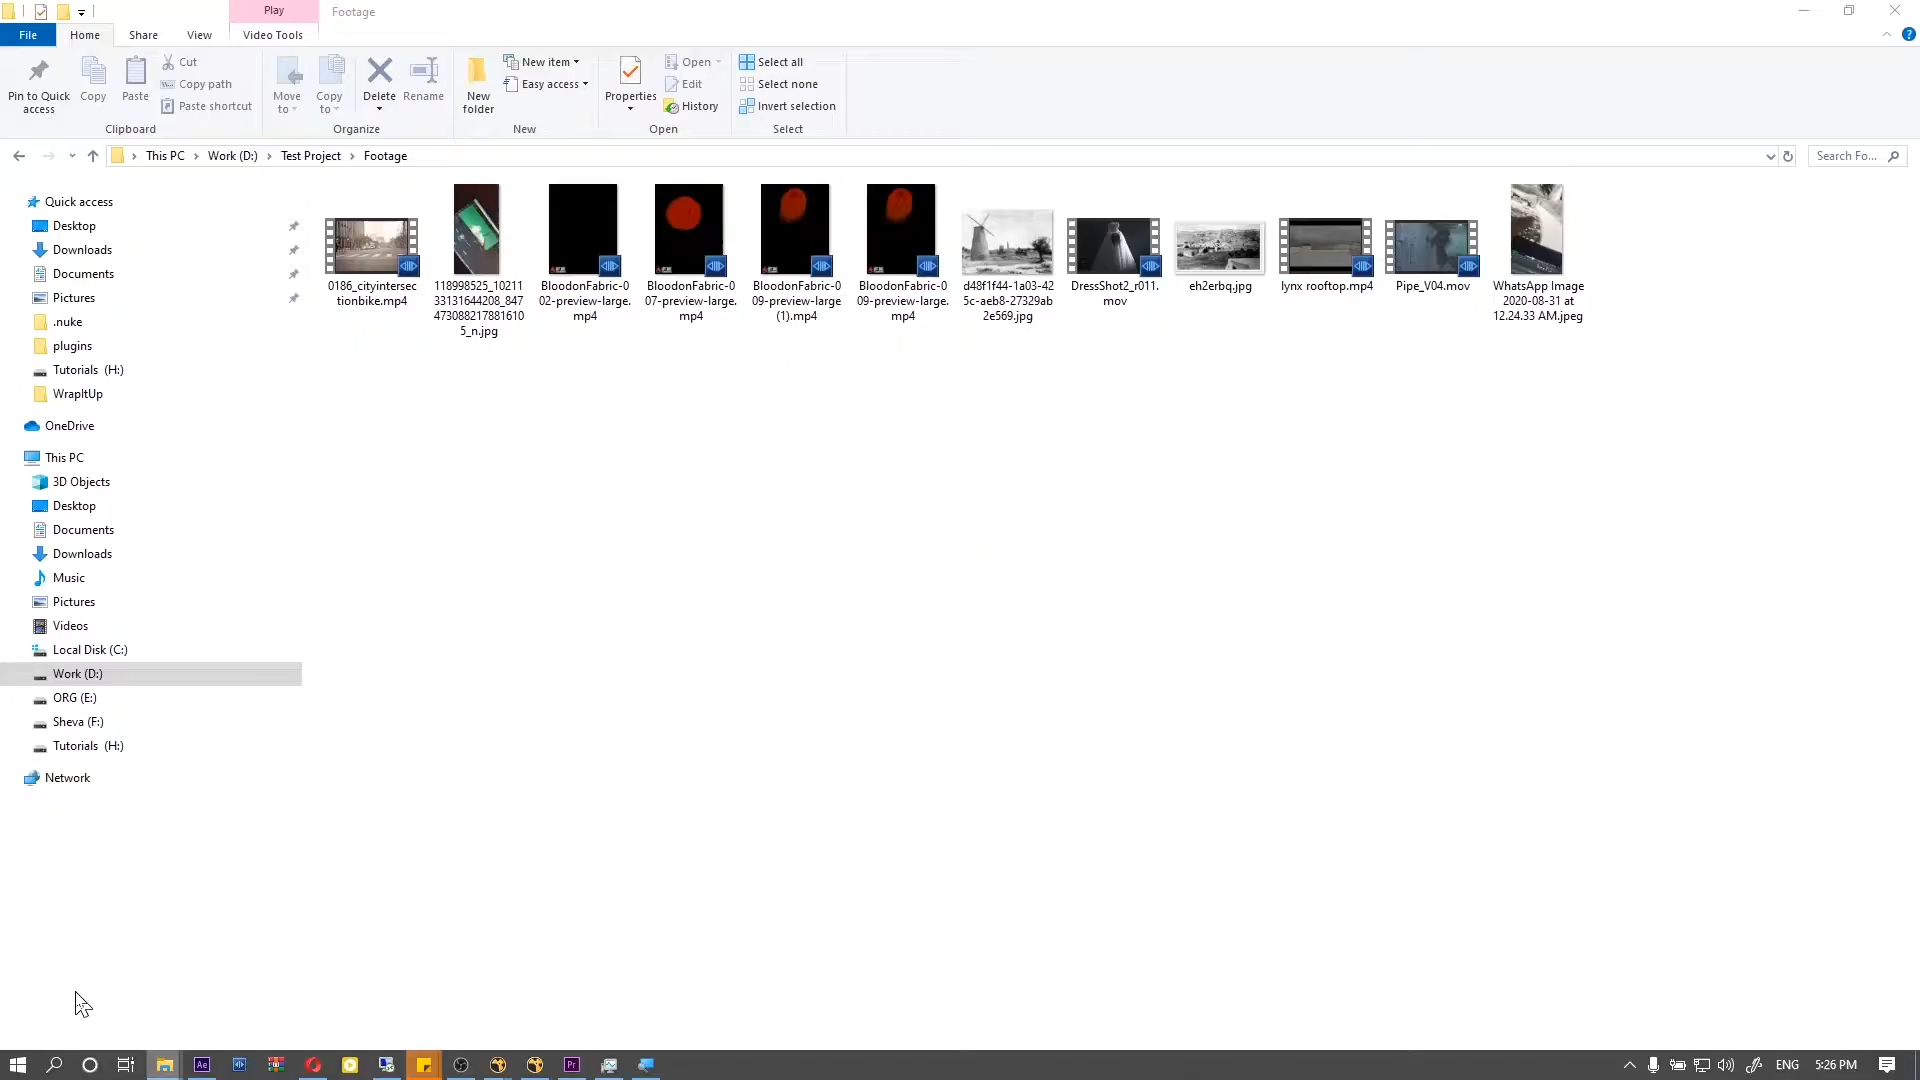 Play
Footage
File
Home
Share
View
Video Tools
Pin to Quick
access
Copy
Paste
Cut
Copy path
Paste shortcut
Clipboard
Move
to
Copy
to
Delete
Rename
Organize
New
folder
New item
Easy access
New
Properties
Open
Edit
History
Open
Select all
Select none
Invert selection
Select
This PC
Work (D:)
Test Project
Footage
Search Fo...
Quick access
Desktop
Downloads
Documents
Pictures
.nuke
plugins
Tutorials (H:)
WrapItUp
OneDrive
This PC
3D Objects
Desktop
Documents
Downloads
Music
Pictures
Videos
Local Disk (C:)
Work (D:)
ORG (E:)
Sheva (F:)
Tutorials (H:)
Network
0186_cityintersec
tionbike.mp4
118998525_10211
33131644208_847
473088217881610
5_n.jpg
BloodonFabric-0
02-preview-large.
mp4
BloodonFabric-0
07-preview-large.
mp4
BloodonFabric-0
09-preview-large
(1).mp4
BloodonFabric-0
09-preview-large.
mp4
d48f1f44-1a03-42
5c-aeb8-27329ab
2e569.jpg
DressShot2_r011.
mov
eh2erbq.jpg
lynx rooftop.mp4
Pipe_V04.mov
WhatsApp Image
2020-08-31 at
12.24.33 AM.jpeg
Ae
Pr
ENG
5:26 PM